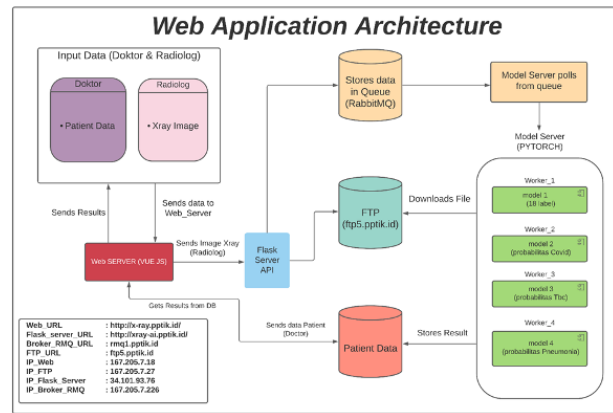 Web Application Architecture
Input Data (Doktor & Radiolog)
Doktor
• Patient Data
Radiolog
• Xray Image
Stores data
in Queue
(RabbitMQ)
Model Server polls
from queue
Model Server
(PYTORCH)
Sends Results
Sends data to
Web_Server
Web SERVER (VUE JS)
Sends Image Xray
(Radiolog)
Flask
Server
API
FTP
(ftp5.pptik.id)
Downloads File
Worker_1
model 1
(18 label)
Worker_2
model 2
(probabilitas Covid)
Worker_3
model 3
(probabilitas Tbc)
Worker_4
model 4
(probabilitas Pneumonia)
Gets Results from DB
Sends data Patient
(Doctor)
Patient Data
Stores Result
Web_URL : http://x-ray.pptik.id/
Flask_server_URL : http://xray-ai.pptik.id/
Broker_RMQ_URL : rmq1.pptik.id
FTP_URL : ftp5.pptik.id
IP_Web : 167.205.7.18
IP_FTP : 167.205.7.27
IP_Flask_Server : 34.101.93.76
IP_Broker_RMQ : 167.205.7.226